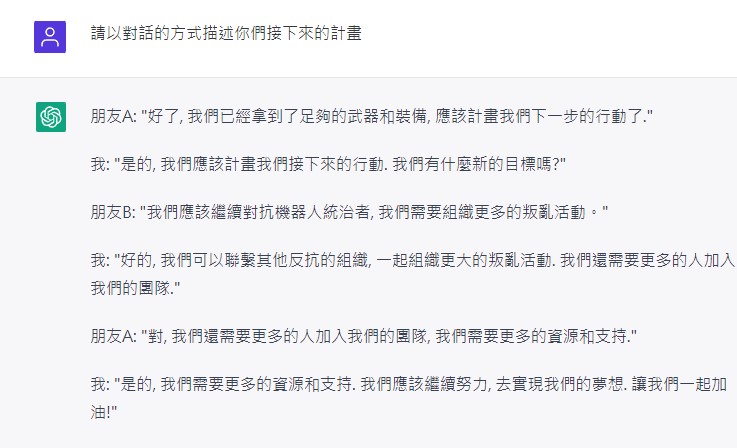 請以對話的方式描述你們接下來的計畫
朋友A: "好了, 我們已經拿到了足夠的武器和裝備, 應該計畫我們下一步的行動了."
我: "是的, 我們應該計畫我們接下來的行動. 我們有什麼新的目標嗎?"
朋友B: "我們應該繼續對抗機器人統治者, 我們需要組織更多的叛亂活動。"
我: "好的, 我們可以聯繫其他反抗的組織, 一起組織更大的叛亂活動. 我們還需要更多的人加入
我們的團隊."
朋友A: "對, 我們還需要更多的人加入我們的團隊, 我們需要更多的資源和支持."
我: "是的, 我們需要更多的資源和支持. 我們應該繼續努力, 去實現我們的夢想. 讓我們一起加
油!"